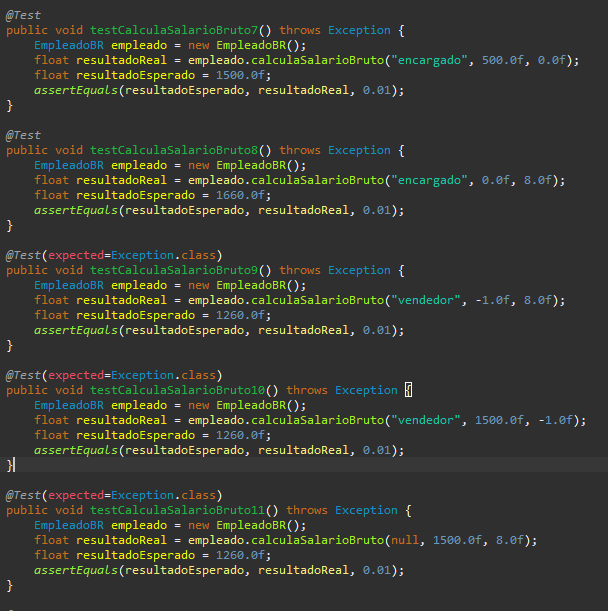 @Test
public void testCalculaSalarioBruto7() throws Exception {
    EmpleadoBR empleado = new EmpleadoBR();
    float resultadoReal = empleado.calculaSalarioBruto("encargado", 500.0f, 0.0f);
    float resultadoEsperado = 1500.0f;
    assertEquals(resultadoEsperado, resultadoReal, 0.01);
}

@Test
public void testCalculaSalarioBruto8() throws Exception {
    EmpleadoBR empleado = new EmpleadoBR();
    float resultadoReal = empleado.calculaSalarioBruto("encargado", 0.0f, 8.0f);
    float resultadoEsperado = 1660.0f;
    assertEquals(resultadoEsperado, resultadoReal, 0.01);
}

@Test(expected=Exception.class)
public void testCalculaSalarioBruto9() throws Exception {
    EmpleadoBR empleado = new EmpleadoBR();
    float resultadoReal = empleado.calculaSalarioBruto("vendedor", -1.0f, 8.0f);
    float resultadoEsperado = 1260.0f;
    assertEquals(resultadoEsperado, resultadoReal, 0.01);
}

@Test(expected=Exception.class)
public void testCalculaSalarioBruto10() throws Exception {
    EmpleadoBR empleado = new EmpleadoBR();
    float resultadoReal = empleado.calculaSalarioBruto("vendedor", 1500.0f, -1.0f);
    float resultadoEsperado = 1260.0f;
    assertEquals(resultadoEsperado, resultadoReal, 0.01);
}

@Test(expected=Exception.class)
public void testCalculaSalarioBruto11() throws Exception {
    EmpleadoBR empleado = new EmpleadoBR();
    float resultadoReal = empleado.calculaSalarioBruto(null, 1500.0f, 8.0f);
    float resultadoEsperado = 1260.0f;
    assertEquals(resultadoEsperado, resultadoReal, 0.01);
}